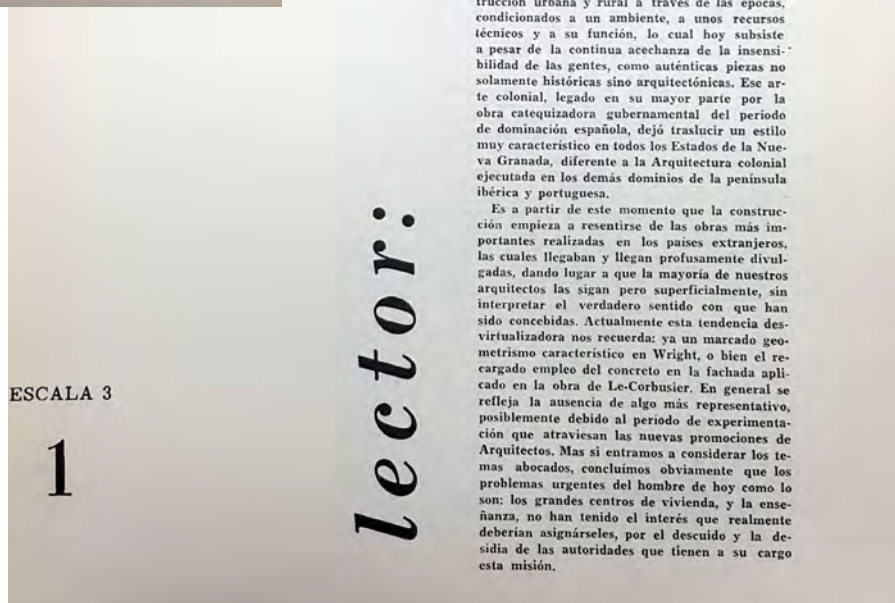 trucción urbana y rural a través de las épocas,
condicionados a un ambiente, a unos recursos
técnicos y a su función, lo cual hoy subsiste
a pesar de la continua acechanza de la insensi-
bilidad de las gentes, como auténticas piezas no
solamente históricas sino arquitectónicas. Ese ar-
te colonial, legado en su mayor parte por la
obra catequizadora gubernamental del período
de dominación española, dejó traslucir un estilo
muy característico en todos los Estados de la Nue-
va Granada, diferente a la Arquitectura colonial
ejecutada en los demás dominios de la península
ibérica y portuguesa.
Es a partir de este momento que la construc-
ción empieza a resentirse de las obras más im-
portantes realizadas en los países extranjeros,
las cuales llegaban y llegan profusamente divul-
gadas, dando lugar a que la mayoría de nuestros
arquitectos las sigan pero superficialmente, sin
interpretar el verdadero sentido con que han
sido concebidas. Actualmente esta tendencia des-
virtualizadora nos recuerda: ya un marcado geo-
metrismo característico en Wright, o bien el re-
cargado empleo del concreto en la fachada apli-
cado en la obra de Le-Corbusier. En general se
refleja la ausencia de algo más representativo,
posiblemente debido al período de experimenta-
ción que atraviesan las nuevas promociones de
Arquitectos. Mas si entramos a considerar los te-
mas abocados, concluímos obviamente que los
problemas urgentes del hombre de hoy como lo
son: los grandes centros de vivienda, y la ense-
ñanza, no han tenido el interés que realmente
deberían asignárseles, por el descuido y la de-
sidia de las autoridades que tienen a su cargo
esta misión.
lector:
ESCALA 3
1